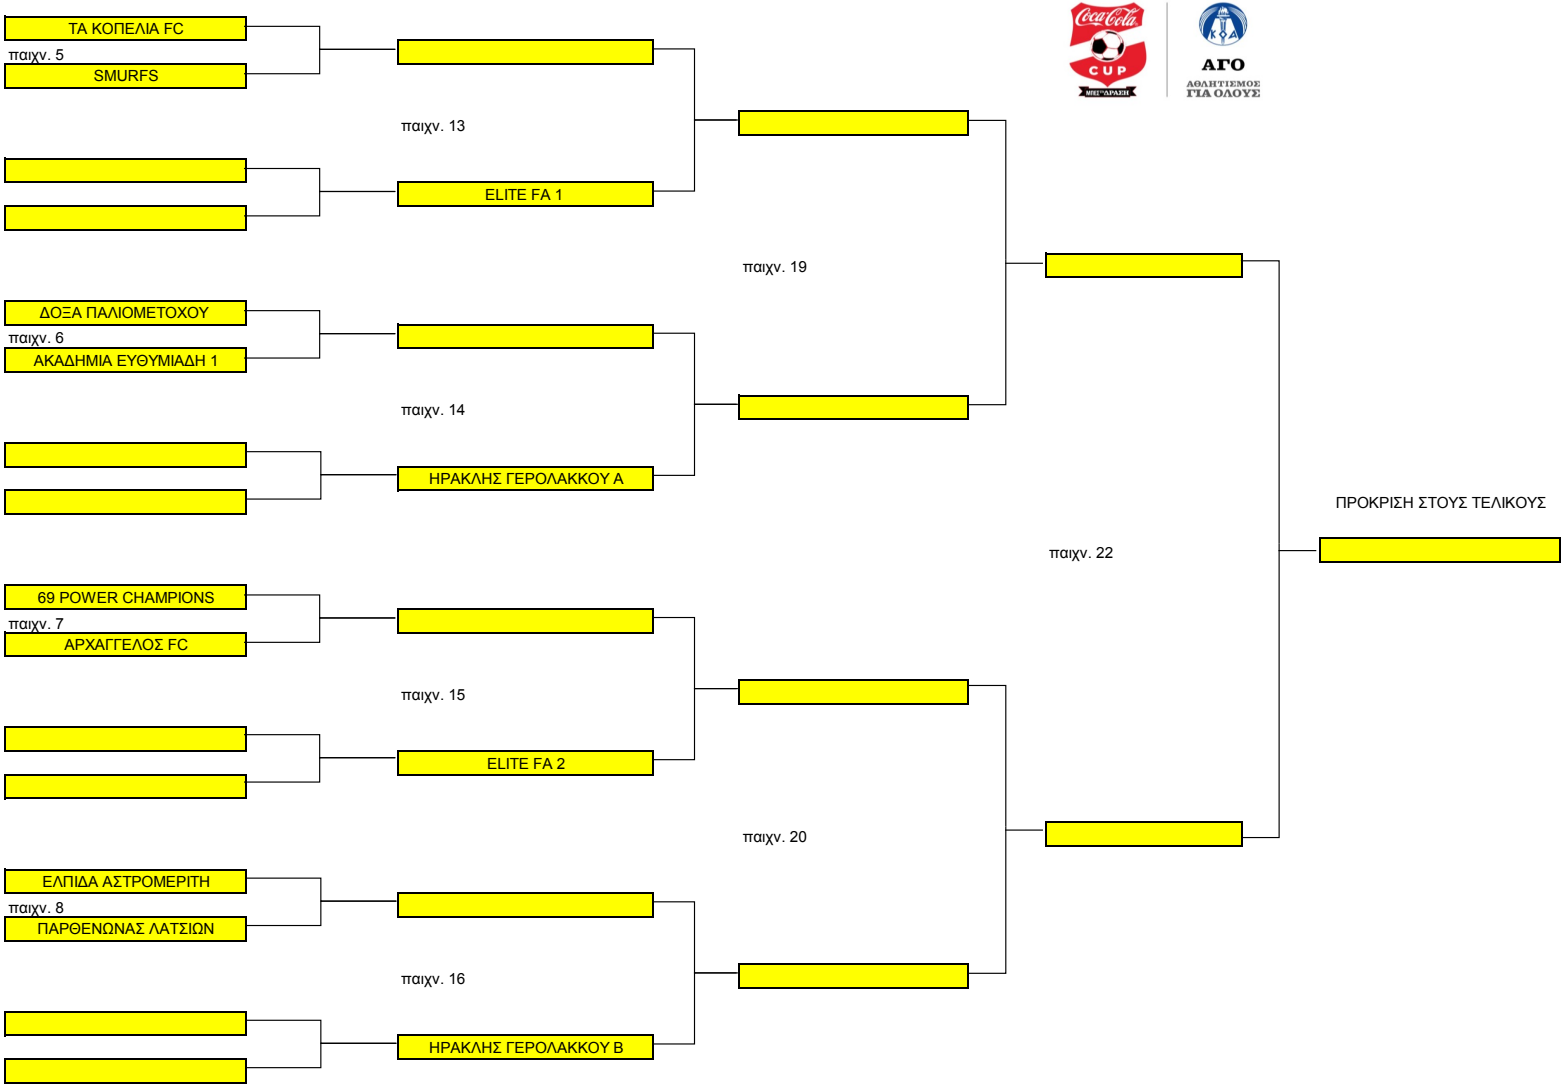 ΤΑ ΚΟΠΕΛΙΑ FC
παιχν. 5
SMURFS
Coca-Cola
CUP
ΚΟΑ
ΑΓΟ
ΑΘΛΗΤΙΣΜΟΣ
ΓΙΑ ΟΛΟΥΣ
παιχν. 13
ELITE FA 1
παιχν. 19
ΔΟΞΑ ΠΑΛΙΟΜΕΤΟΧΟΥ
παιχν. 6
ΑΚΑΔΗΜΙΑ ΕΥΘΥΜΙΑΔΗ 1
παιχν. 14
ΗΡΑΚΛΗΣ ΓΕΡΟΛΑΚΚΟΥ Α
ΠΡΟΚΡΙΣΗ ΣΤΟΥΣ ΤΕΛΙΚΟΥΣ
παιχν. 22
69 POWER CHAMPIONS
παιχν. 7
ΑΡΧΑΓΓΕΛΟΣ FC
παιχν. 15
ELITE FA 2
παιχν. 20
ΕΛΠΙΔΑ ΑΣΤΡΟΜΕΡΙΤΗ
παιχν. 8
ΠΑΡΘΕΝΩΝΑΣ ΛΑΤΣΙΩΝ
παιχν. 16
ΗΡΑΚΛΗΣ ΓΕΡΟΛΑΚΚΟΥ Β